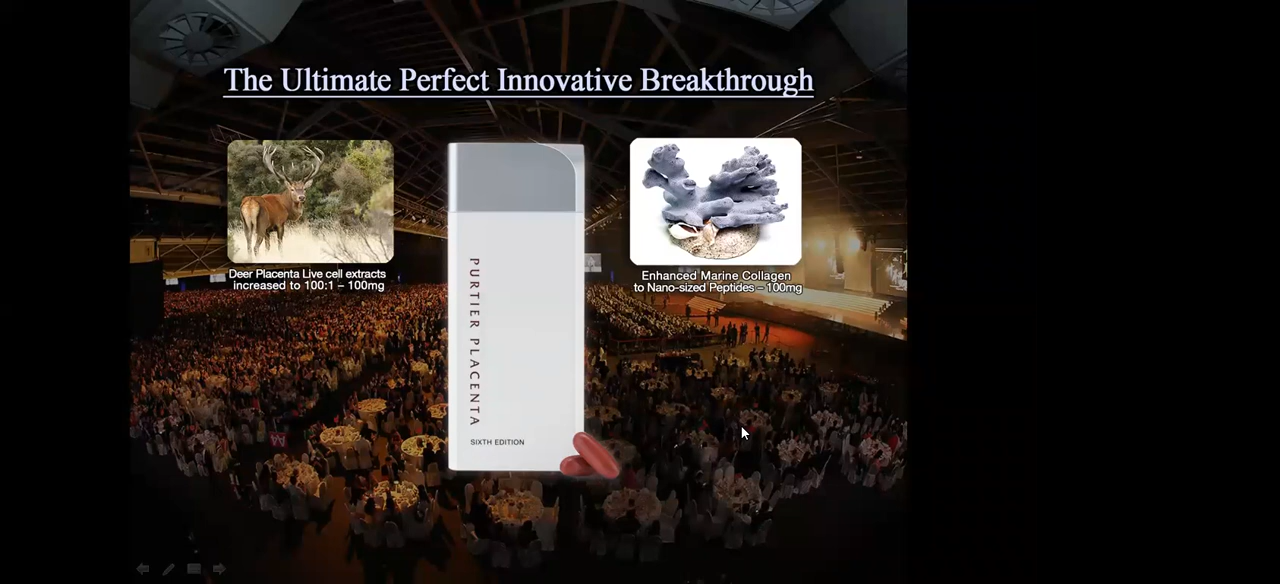 The Ultimate Perfect Innovative Breakthrough
Deer Placenta Live cell extracts
increased to 100:1 – 100mg
Enhanced Marine Collagen
to Nano-sized Peptides – 100mg
PURTIER PLACENTA
SIXTH EDITION